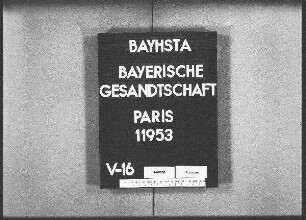 BAYHSTA
BAYERISCHE
GESANDTSCHAFT
PARIS
11953
V-16